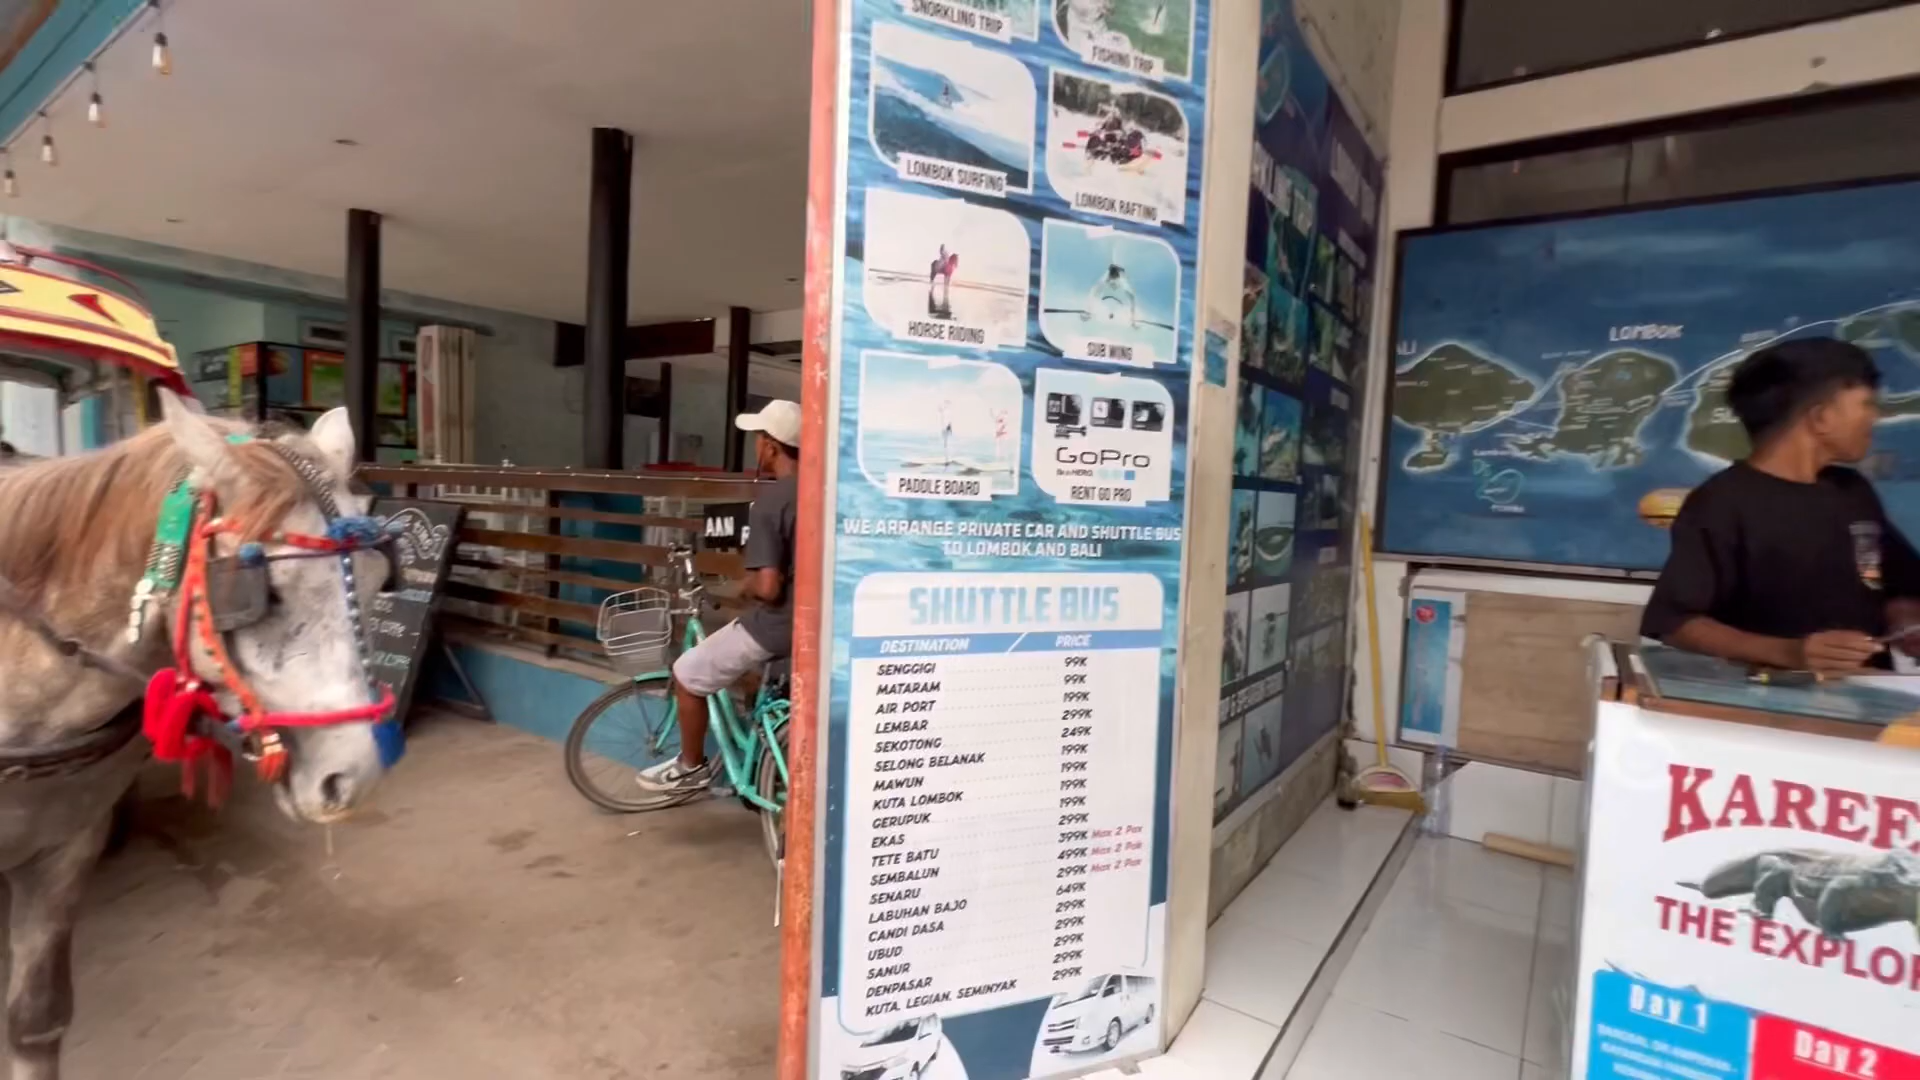 SNORKLING TRIP
FISHING TRIP
LOMBOK SURFING
LOMBOK RAFTING
HORSE RIDING
SUB WING
GoPro
PADDLE BOARD
RENT GO PRO
WE ARRANGE PRIVATE CAR AND SHUTTLE BUS
TO LOMBOK AND BALI
SHUTTLE BUS
DESTINATION / PRICE
SENGGIGI 99K
MATARAM 99K
AIR PORT 199K
LEMBAR 299K
SEKOTONG 249K
SELONG BELANAK 199K
MAWUN 199K
KUTA LOMBOK 199K
GERUPUK 299K
EKAS 399K Max 2 Pax
TETE BATU 499K Max 2 Pax
SEMBALUN 299K Max 2 Pax
SENARU 649K
LABUHAN BAJO 299K
CANDI DASA 299K
UBUD 299K
SANUR 299K
DENPASAR 299K
KUTA, LEGIAN, SEMINYAK
AAN
LOMBOK
KAREE
THE EXPLOR
Day 1
Day 2